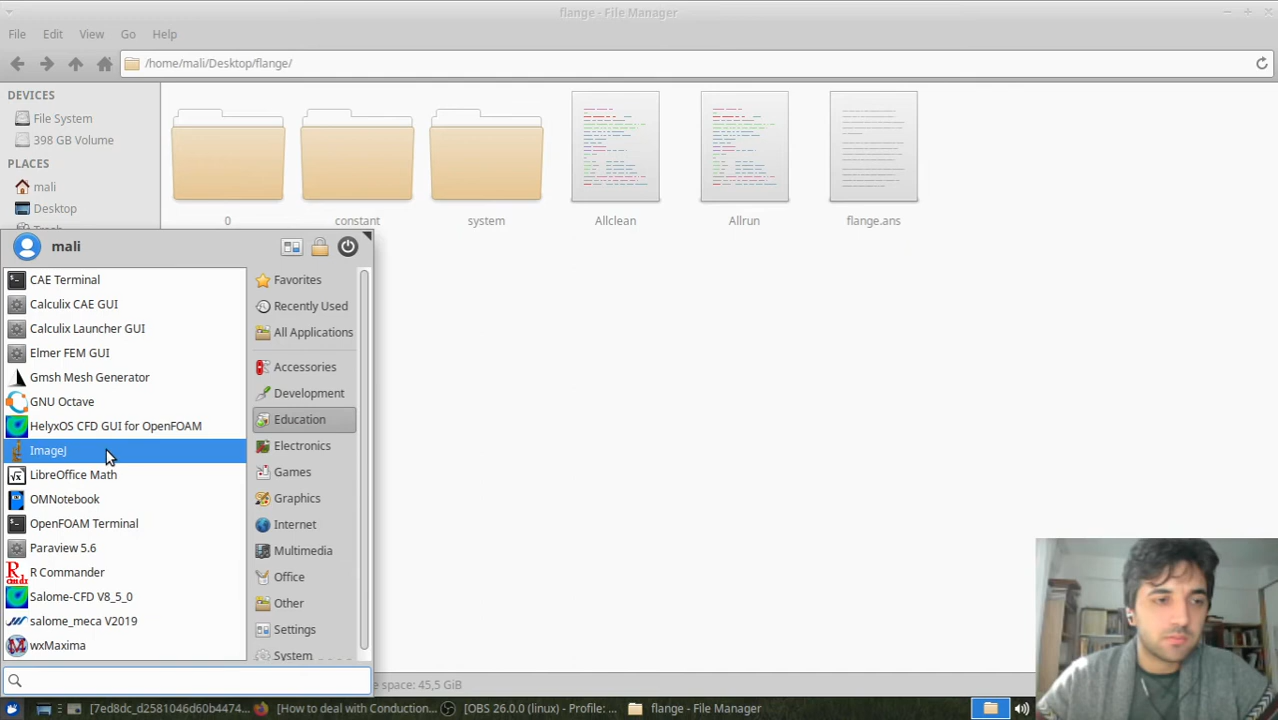 flange - File Manager
File Edit View Go Help
/home/mali/Desktop/flange/
DEVICES
File System
398 GB Volume
PLACES
mali
Desktop
0
constant
system
Allclean
Allrun
flange.ans
mali
CAE Terminal
Calculix CAE GUI
Calculix Launcher GUI
Elmer FEM GUI
Gmsh Mesh Generator
GNU Octave
HelyxOS CFD GUI for OpenFOAM
ImageJ
LibreOffice Math
OMNotebook
OpenFOAM Terminal
Paraview 5.6
R Commander
Salome-CFD V8_5_0
salome_meca V2019
wxMaxima
Favorites
Recently Used
All Applications
Accessories
Development
Education
Electronics
Games
Graphics
Internet
Multimedia
Office
Other
Settings
System
e space: 45,5 GiB
[7ed8dc_d2581046d60b4474... [How to deal with Conduction... [OBS 26.0.0 (linux) - Profile: ... flange - File Manager